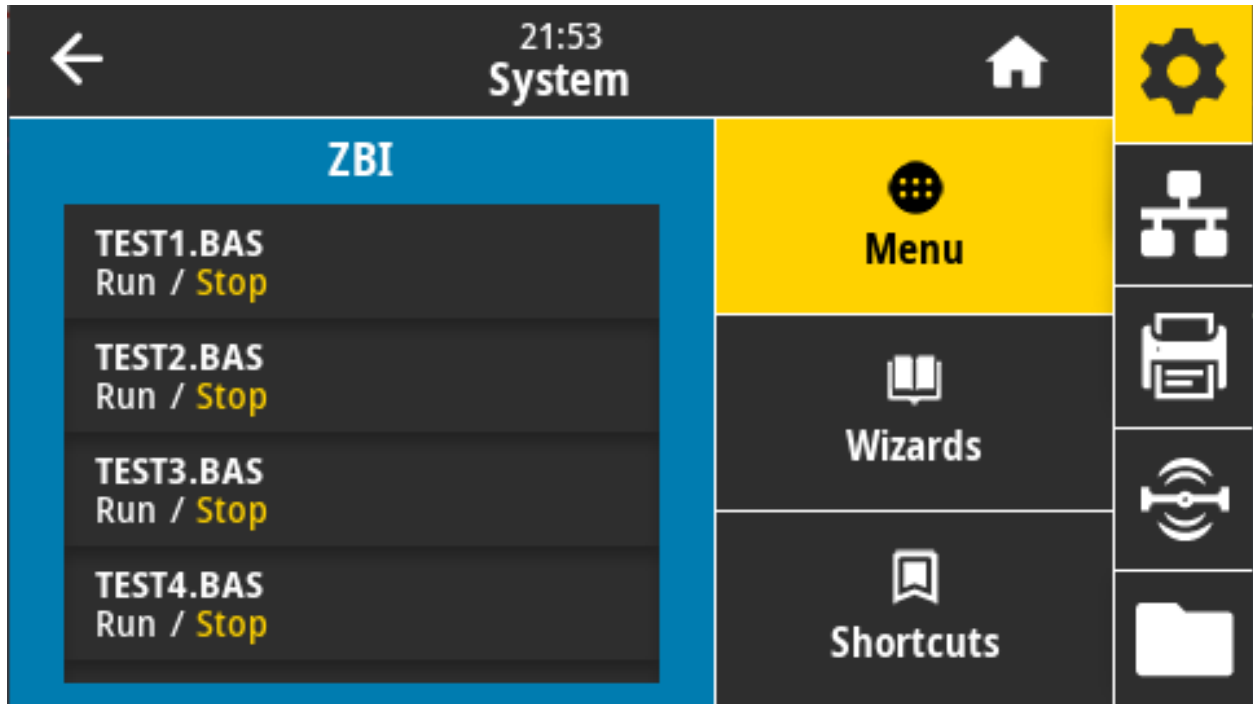 21:53
System
ZBI
TEST1.BAS
Run / Stop
TEST2.BAS
Run / Stop
TEST3.BAS
Run / Stop
TEST4.BAS
Run / Stop
Menu
Wizards
Shortcuts